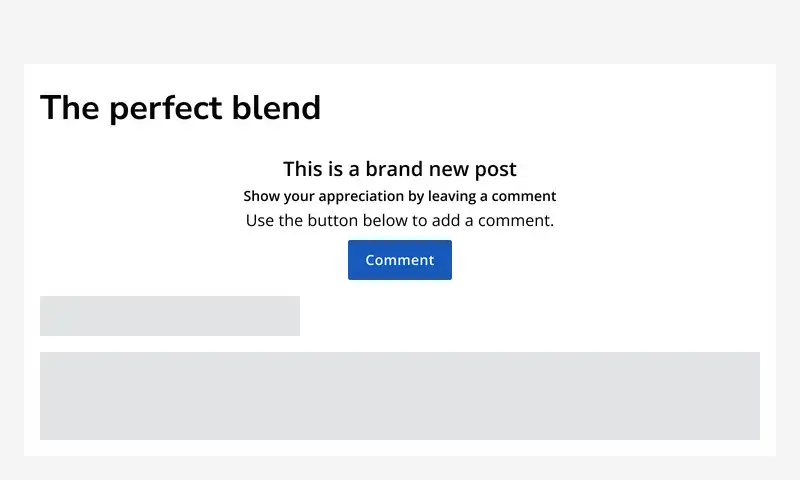 The perfect blend
This is a brand new post
Show your appreciation by leaving a comment
Use the button below to add a comment.
Comment